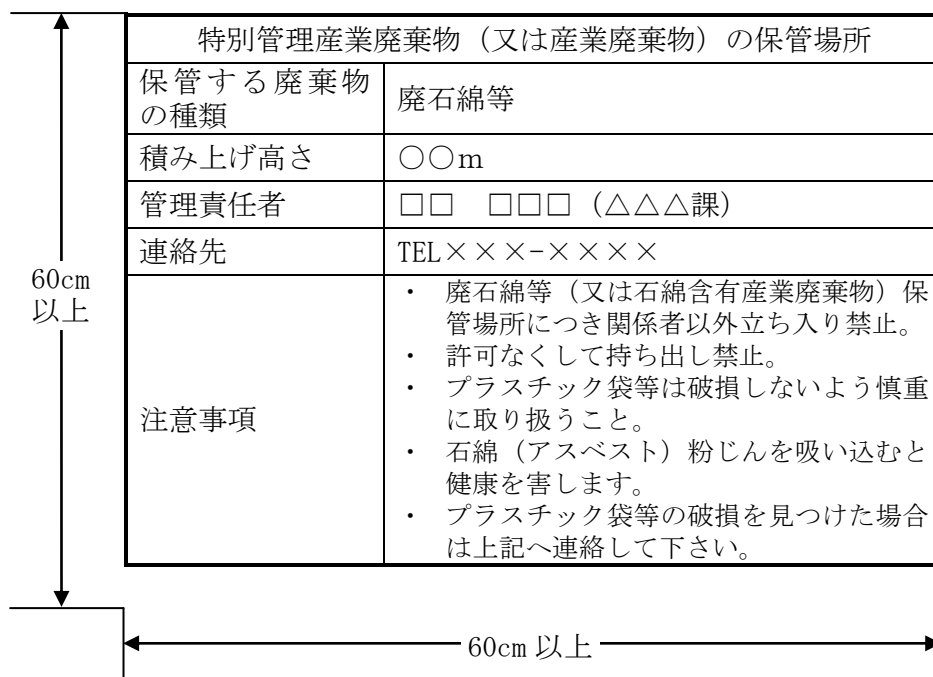 特別管理産業廃棄物（又は産業廃棄物）の保管場所
保管する廃棄物
の種類
廃石綿等
積み上げ高さ
○○ｍ
管理責任者
□□　□□□（△△△課）
連絡先
TEL×××-××××
注意事項
・　廃石綿等（又は石綿含有産業廃棄物）保
管場所につき関係者以外立ち入り禁止。
・　許可なくして持ち出し禁止。
・　プラスチック袋等は破損しないよう慎重
に取り扱うこと。
・　石綿（アスベスト）粉じんを吸い込むと
健康を害します。
・　プラスチック袋等の破損を見つけた場合
は上記へ連絡して下さい。
60cm
以上
60cm 以上